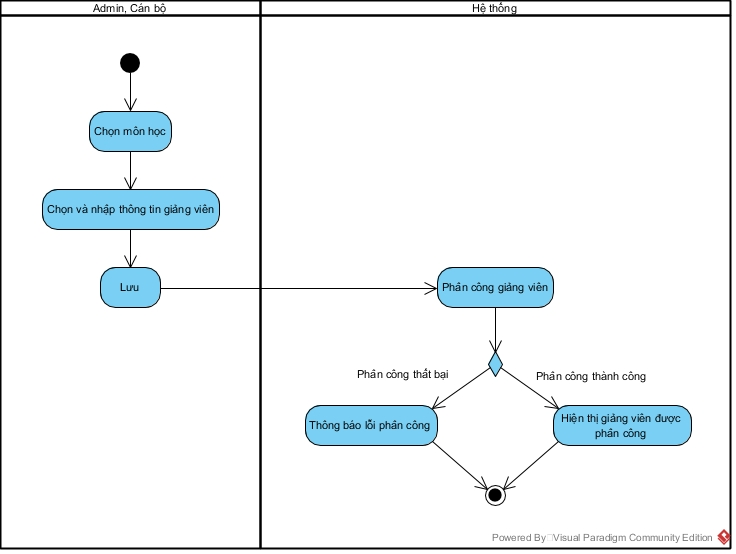 Admin, Cán bộ
Hệ thống
Chọn môn học
Chọn và nhập thông tin giảng viên
Lưu
Phân công giảng viên
Phân công thất bại
Phân công thành công
Thông báo lỗi phân công
Hiện thị giảng viên được
phân công
Powered By Visual Paradigm Community Edition